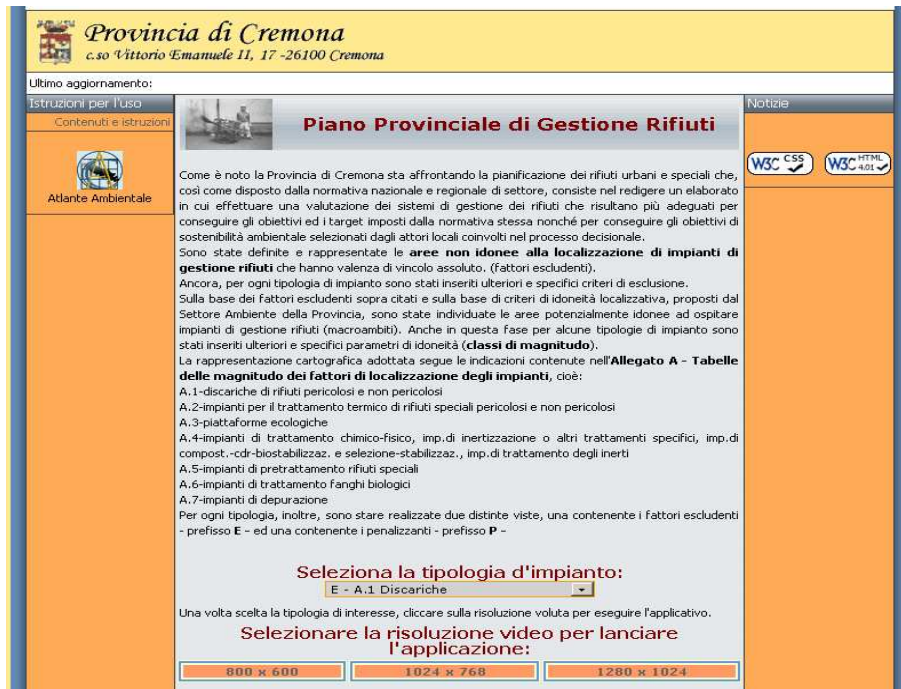 Provincia di Cremona
c.so Vittorio Emanuele II, 17 -26100 Cremona
Ultimo aggiornamento:
Istruzioni per l'uso
Contenuti e istruzioni
Atlante Ambientale
Piano Provinciale di Gestione Rifiuti
Come è noto la Provincia di Cremona sta affrontando la pianificazione dei rifiuti urbani e speciali che,
così come disposto dalla normativa nazionale e regionale di settore, consiste nel redigere un elaborato
in cui effettuare una valutazione dei sistemi di gestione dei rifiuti che risultano più adeguati per
conseguire gli obiettivi ed i target imposti dalla normativa stessa nonché per conseguire gli obiettivi di
sostenibilità ambientale selezionati dagli attori locali coinvolti nel processo decisionale.
Sono state definite e rappresentate le aree non idonee alla localizzazione di impianti di
gestione rifiuti che hanno valenza di vincolo assoluto. (fattori escludenti).
Ancora, per ogni tipologia di impianto sono stati inseriti ulteriori e specifici criteri di esclusione.
Sulla base dei fattori escludenti sopra citati e sulla base di criteri di idoneità localizzativa, proposti dal
Settore Ambiente della Provincia, sono state individuate le aree potenzialmente idonee ad ospitare
impianti di gestione rifiuti (macroambiti). Anche in questa fase per alcune tipologie di impianto sono
stati inseriti ulteriori e specifici parametri di idoneità (classi di magnitudo).
La rappresentazione cartografica adottata segue le indicazioni contenute nell'Allegato A - Tabelle
delle magnitudo dei fattori di localizzazione degli impianti, cioè:
A.1-discariche di rifiuti pericolosi e non pericolosi
A.2-impianti per il trattamento termico di rifiuti speciali pericolosi e non pericolosi
A.3-piattaforme ecologiche
A.4-impianti di trattamento chimico-fisico, imp.di inertizzazione o altri trattamenti specifici, imp.di
compost.-cdr-biostabilizzaz. e selezione-stabilizzaz., imp.di trattamento degli inerti
A.5-impianti di pretrattamento rifiuti speciali
A.6-impianti di trattamento fanghi biologici
A.7-impianti di depurazione
Per ogni tipologia, inoltre, sono stare realizzate due distinte viste, una contenente i fattori escludenti
- prefisso E – ed una contenente i penalizzanti - prefisso P –
Seleziona la tipologia d'impianto:
E - A.1 Discariche
Una volta scelta la tipologia di interesse, cliccare sulla risoluzione voluta per eseguire l'applicativo.
Selezionare la risoluzione video per lanciare
l'applicazione:
800 x 600
1024 x 768
1280 x 1024
Notizie
W3C CSS
W3C HTML 4.01